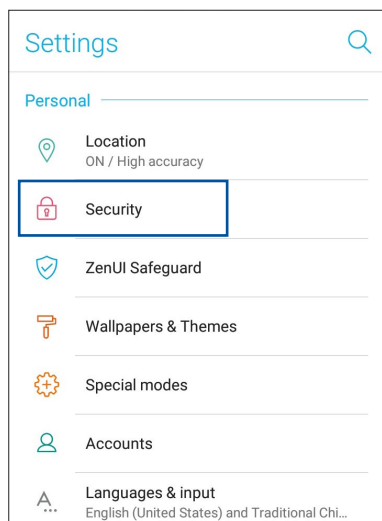 Settings
Personal
Location
ON / High accuracy
Security
ZenUI Safeguard
Wallpapers & Themes
Special modes
Accounts
Languages & input
English (United States) and Traditional Chi...